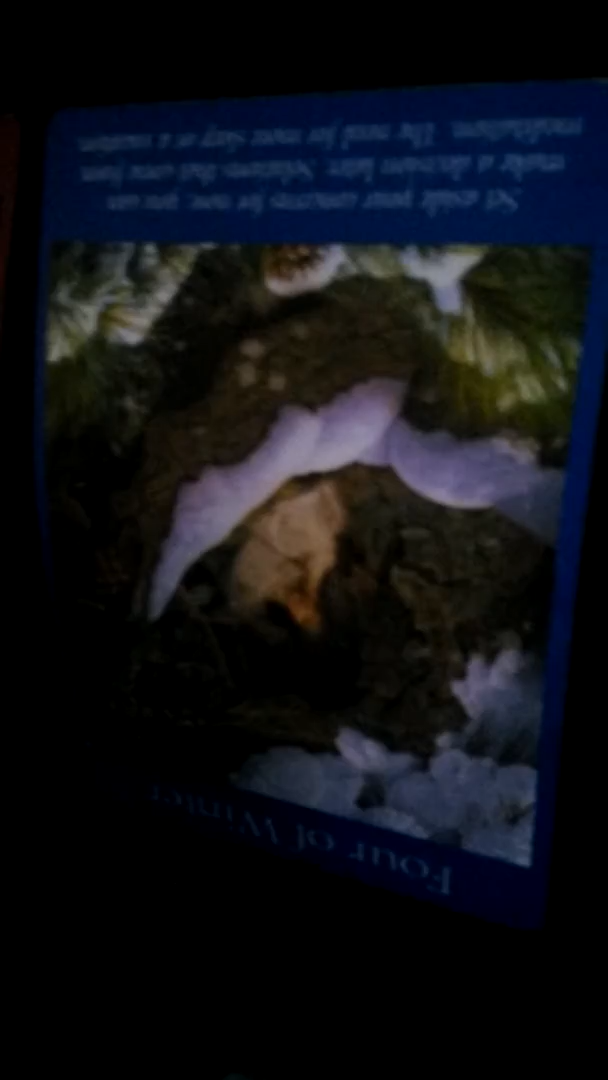 Four of Winter
Set aside your concerns for now, you can
make a decision later. Solutions that come from
meditation. The need for more sleep or a vacation.